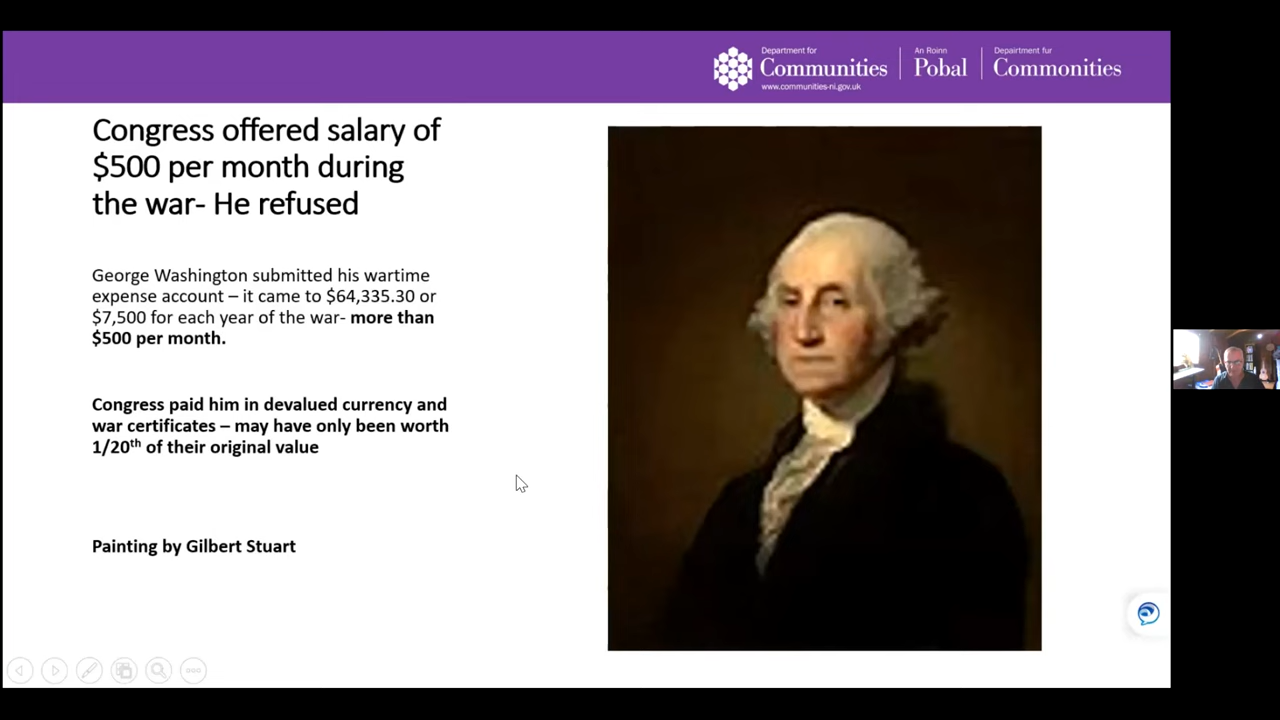 Department for
Communities
www.communities-ni.gov.uk
An Roinn
Pobal
Depairtment fur
Commonities
Congress offered salary of
$500 per month during
the war- He refused
George Washington submitted his wartime
expense account – it came to $64,335.30 or
$7,500 for each year of the war- more than
$500 per month.
Congress paid him in devalued currency and
war certificates – may have only been worth
1/20th of their original value
Painting by Gilbert Stuart